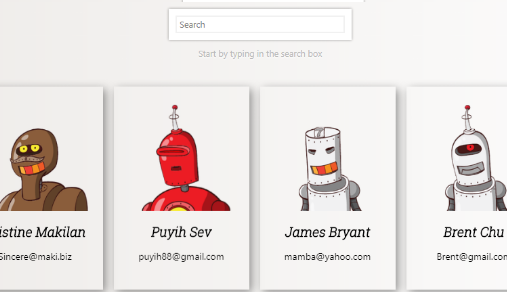 Search
Start by typing in the search box
istine Makilan
Sincere@maki.biz
Puyih Sev
puyih88@gmail.com
James Bryant
mamba@yahoo.com
Brent Chu
Brent@gmail.con